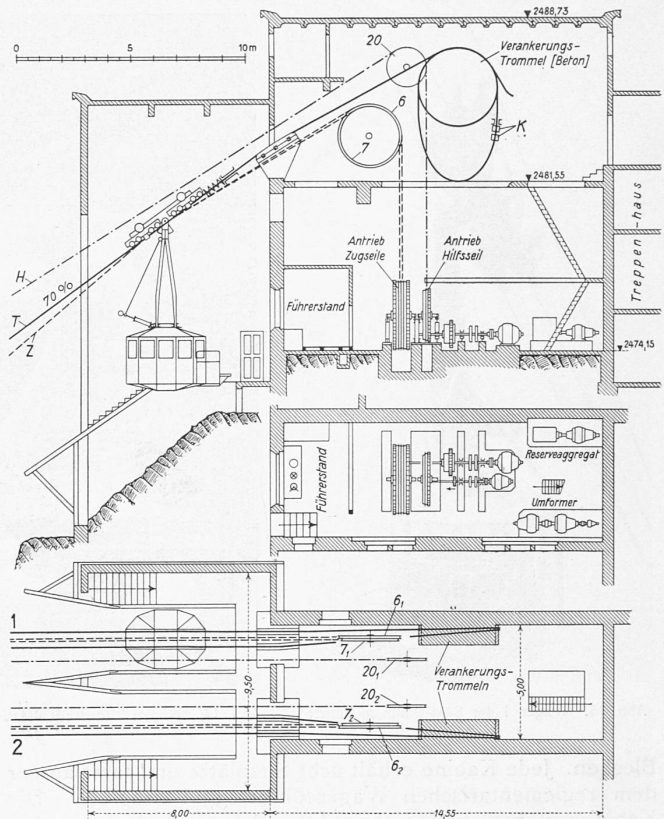 2488,73
0 5 10 m
20
Verankerungs-
Trommel [Beton]
6
7
K
2481,55
Treppen-haus
Antrieb
Zugseile
Antrieb
Hilfsseil
H
70%
T
Z
Führerstand
2474,15
Führerstand
Reserveaggregat
Umformer
1
6₁
7₁
20₁
9,50
Verankerungs-
Trommeln
5,00
20₂
7₂
2
6₂
8,00
14,55